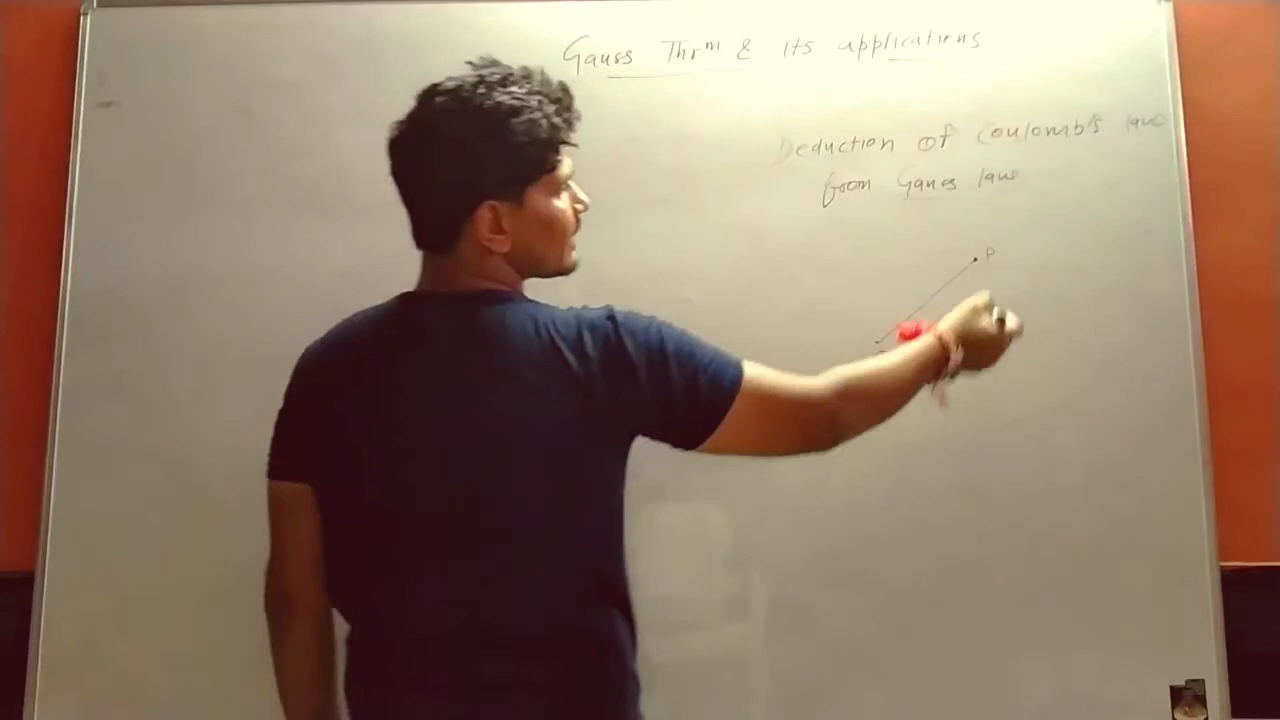 Gauss Thrm & its applications
Deduction of Coulomb's law
from Gauss law
P